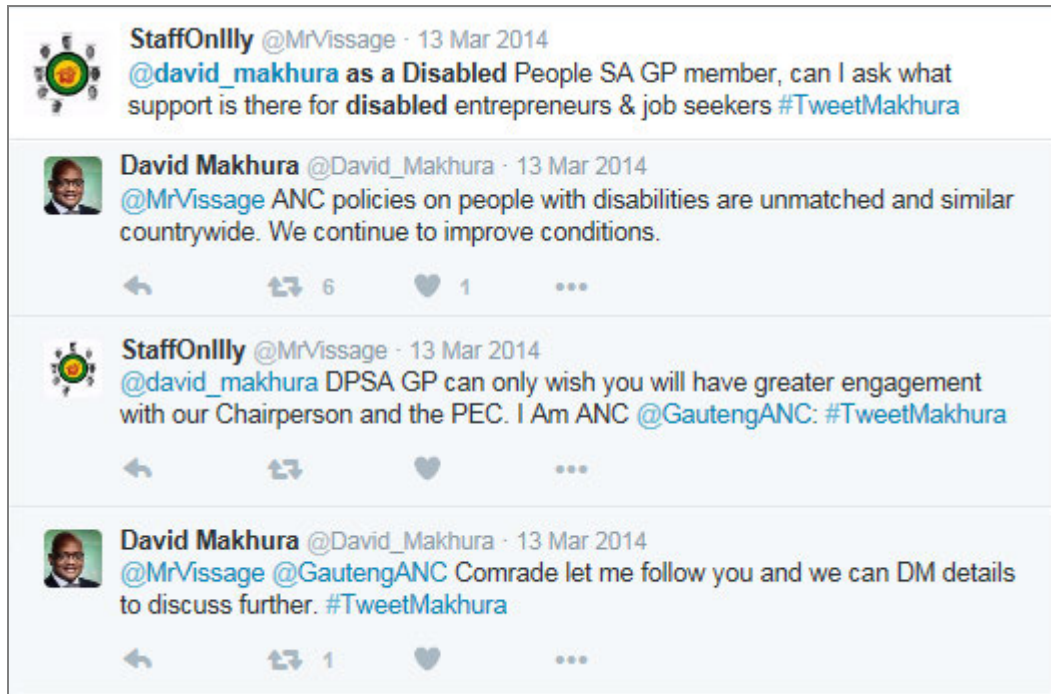 StaffOnIlly @MrVissage · 13 Mar 2014
@david_makhura as a Disabled People SA GP member, can I ask what
support is there for disabled entrepreneurs & job seekers #TweetMakhura
David Makhura @David_Makhura · 13 Mar 2014
@MrVissage ANC policies on people with disabilities are unmatched and similar
countrywide. We continue to improve conditions.
6 1
StaffOnIlly @MrVissage · 13 Mar 2014
@david_makhura DPSA GP can only wish you will have greater engagement
with our Chairperson and the PEC. I Am ANC @GautengANC: #TweetMakhura
David Makhura @David_Makhura · 13 Mar 2014
@MrVissage @GautengANC Comrade let me follow you and we can DM details
to discuss further. #TweetMakhura
1